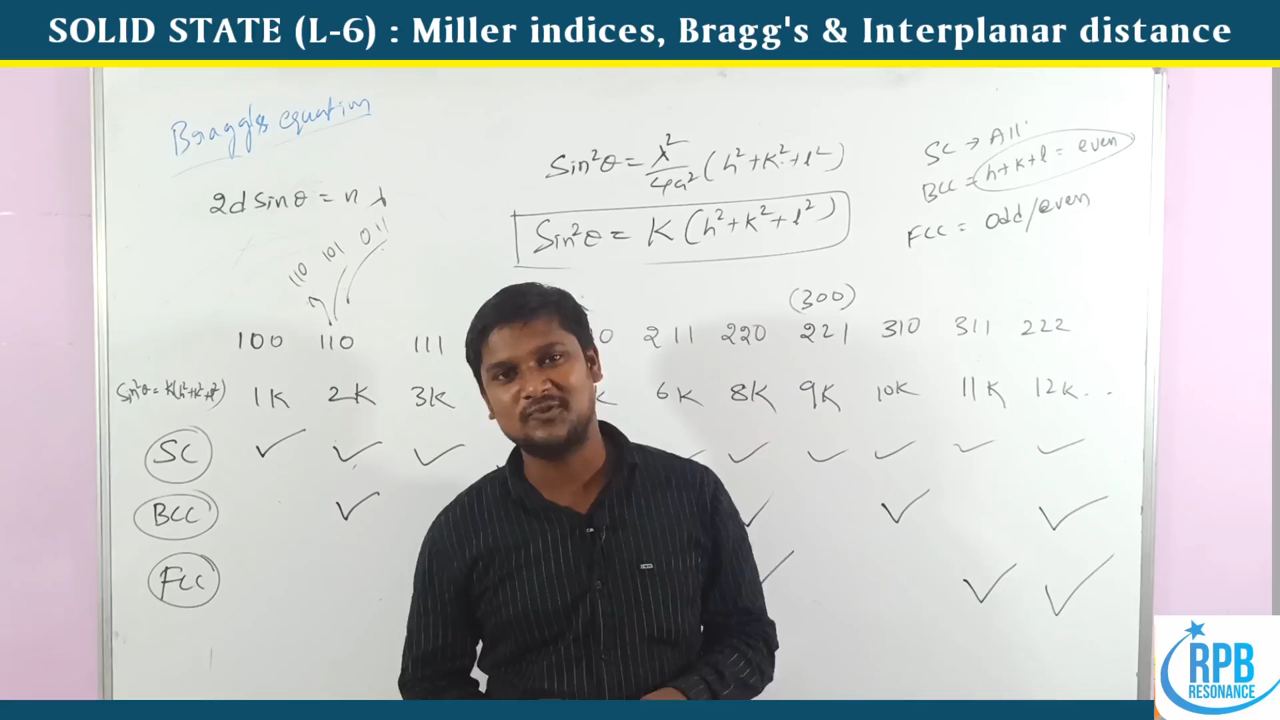 SOLID STATE (L-6) : Miller indices, Bragg's & Interplanar distance
Bragg's equation
2d Sinθ = n λ
Sin²θ = λ²/4a² (h²+k²+l²)
Sin²θ = K (h²+k²+l²)
SC → All
BCC = h+k+l = even
FCC = odd/even
110 101 011
(300)
100 110 111 0 211 220 221 310 311 222
Sin²θ = K(h²+k²+l²) 1K 2K 3K K 6K 8K 9K 10K 11K 12K...
SC ✓ ✓ ✓ ✓ ✓ ✓ ✓ ✓
BCC ✓ ✓ ✓ ✓
FCC ✓ ✓
RPB
RESONANCE